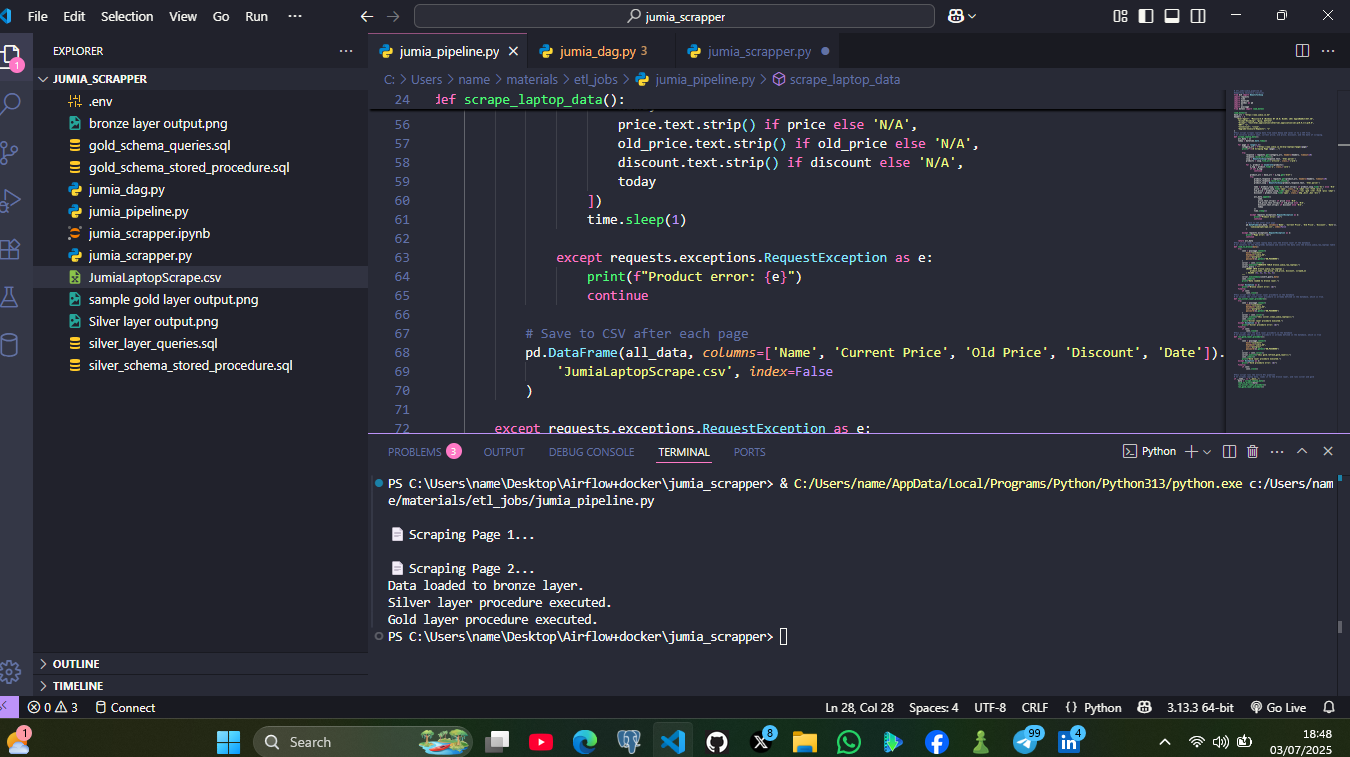 File Edit Selection View Go Run ··· jumia_scrapper
EXPLORER ···
JUMIA_SCRAPPER
.env
bronze layer output.png
gold_schema_queries.sql
gold_schema_stored_procedure.sql
jumia_dag.py
jumia_pipeline.py
jumia_scrapper.ipynb
jumia_scrapper.py
JumiaLaptopScrape.csv
sample gold layer output.png
Silver layer output.png
silver_layer_queries.sql
silver_schema_stored_procedure.sql
OUTLINE
TIMELINE
1
jumia_pipeline.py jumia_dag.py 3 jumia_scrapper.py
C: > Users > name > materials > etl_jobs > jumia_pipeline.py > scrape_laptop_data
24 def scrape_laptop_data():
56 price.text.strip() if price else 'N/A',
57 old_price.text.strip() if old_price else 'N/A',
58 discount.text.strip() if discount else 'N/A',
59 today
60 ])
61 time.sleep(1)
62
63 except requests.exceptions.RequestException as e:
64 print(f"Product error: {e}")
65 continue
66
67 # Save to CSV after each page
68 pd.DataFrame(all_data, columns=['Name', 'Current Price', 'Old Price', 'Discount', 'Date']).
69 'JumiaLaptopScrape.csv', index=False
70 )
71
72 except requests.exceptions.RequestException as e:
PROBLEMS 3 OUTPUT DEBUG CONSOLE TERMINAL PORTS Python
PS C:\Users\name\Desktop\Airflow+docker\jumia_scrapper> & C:/Users/name/AppData/Local/Programs/Python/Python313/python.exe c:/Users/nam
e/materials/etl_jobs/jumia_pipeline.py
Scraping Page 1...
Scraping Page 2...
Data loaded to bronze layer.
Silver layer procedure executed.
Gold layer procedure executed.
PS C:\Users\name\Desktop\Airflow+docker\jumia_scrapper>
0 3 Connect Ln 28, Col 28 Spaces: 4 UTF-8 CRLF {} Python 3.13.3 64-bit Go Live
1 Search 8 99 4 18:48
03/07/2025